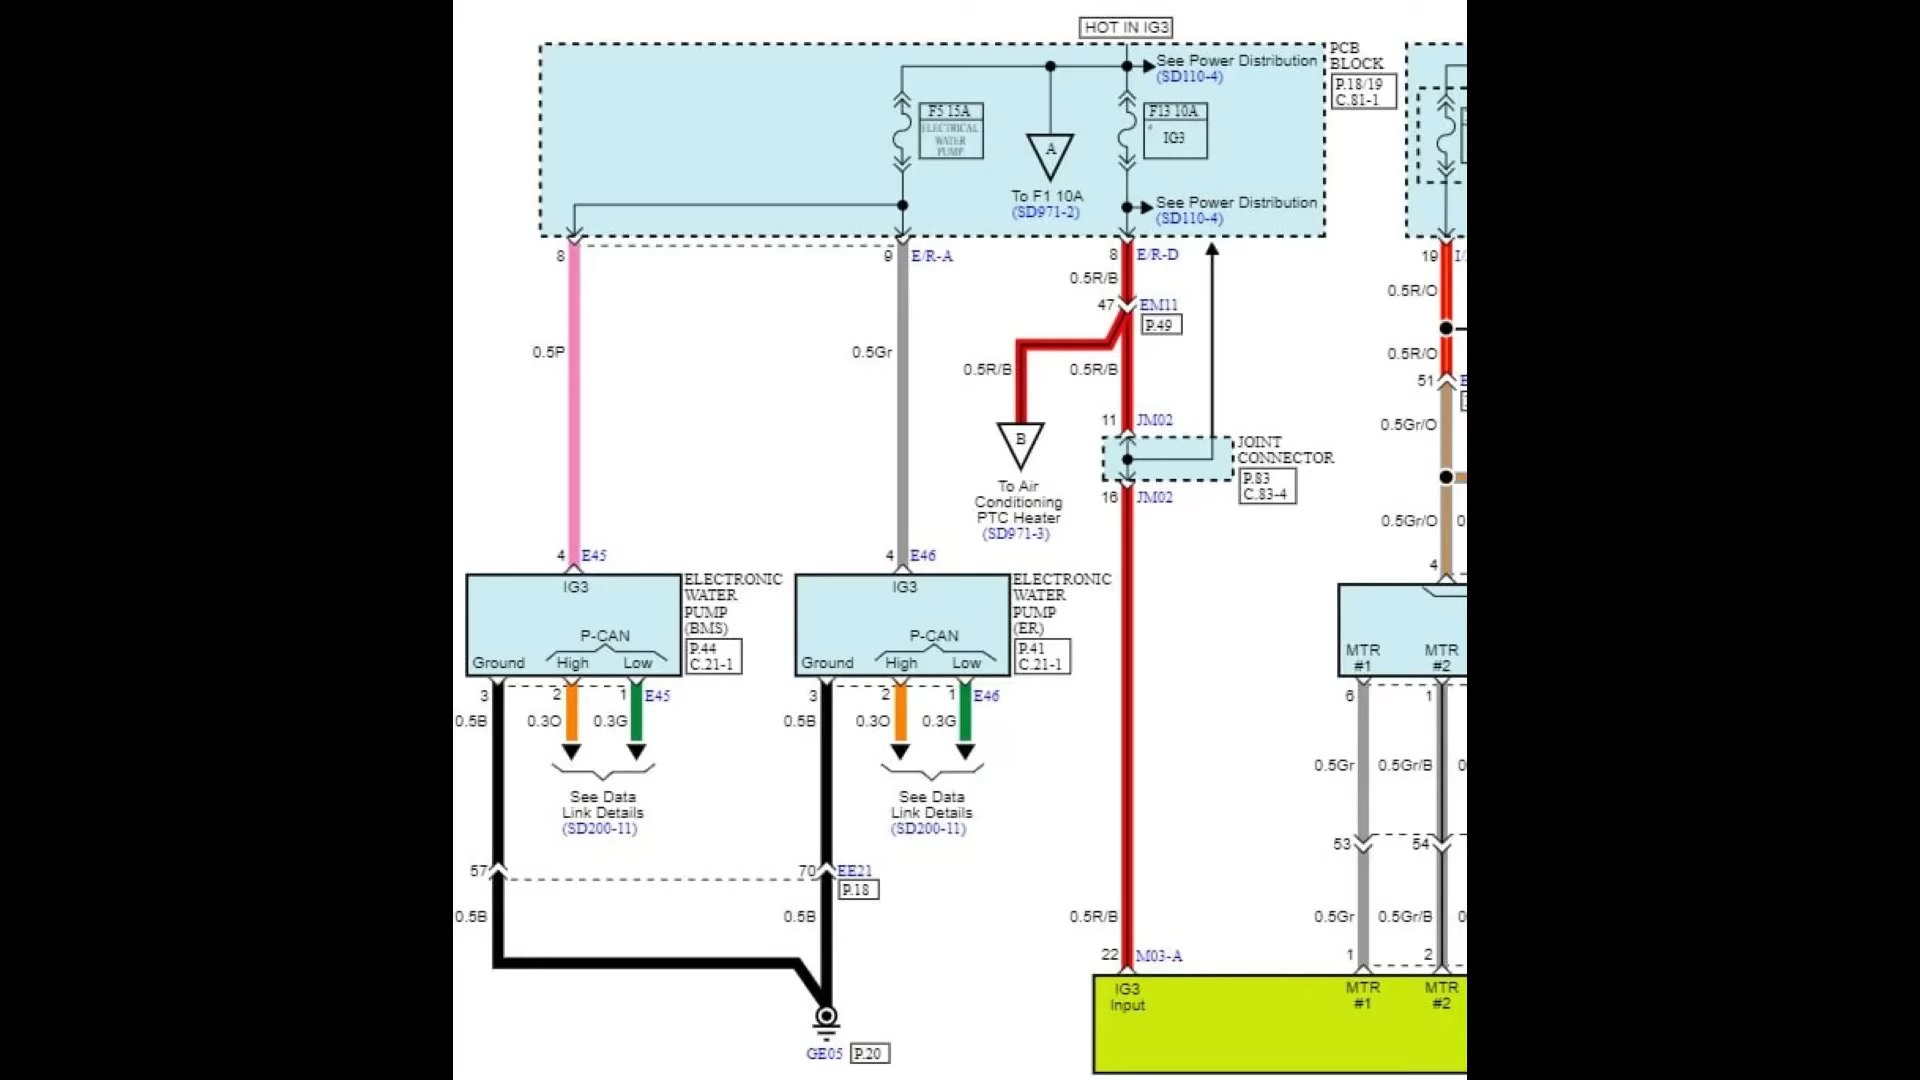 HOT IN IG3
See Power Distribution
(SD110-4)
PCB
BLOCK
P.18/19
C.81-1
F5 15A
ELECTRICAL
WATER
PUMP
F13 10A
IG3
A
To F1 10A
(SD971-2)
See Power Distribution
(SD110-4)
8
9
E/R-A
8
E/R-D
19
0.5R/B
47
EM11
P.49
0.5R/O
0.5P
0.5Gr
0.5R/B
0.5R/B
0.5R/O
51
11
JM02
0.5Gr/O
B
JOINT
CONNECTOR
P.83
C.83-4
To Air
Conditioning
PTC Heater
(SD971-3)
16
JM02
0.5Gr/O
4
E45
4
E46
4
IG3
P-CAN
Ground
High
Low
ELECTRONIC
WATER
PUMP
(BMS)
P.44
C.21-1
IG3
P-CAN
Ground
High
Low
ELECTRONIC
WATER
PUMP
(ER)
P.41
C.21-1
MTR
#1
MTR
#2
3
2
1
E45
3
2
1
E46
6
1
0.5B
0.3O
0.3G
0.5B
0.3O
0.3G
See Data
Link Details
(SD200-11)
See Data
Link Details
(SD200-11)
0.5Gr
0.5Gr/B
57
70
EE21
P.18
53
54
0.5B
0.5B
0.5R/B
0.5Gr
0.5Gr/B
22
M03-A
1
2
IG3
Input
MTR
#1
MTR
#2
GE05
P.20